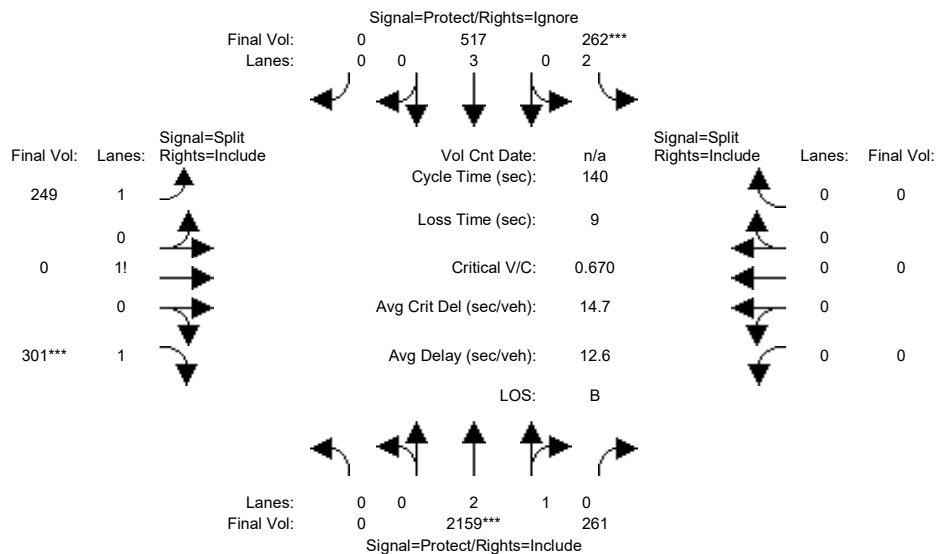 Signal=Protect/Rights=Ignore
Final Vol: 0 517 262***
Lanes: 0 0 3 0 2
Signal=Split Signal=Split
Final Vol: Lanes: Rights=Include Vol Cnt Date: n/a Rights=Include Lanes: Final Vol:
Cycle Time (sec): 140
249 1 0 0
Loss Time (sec): 9
0 0
0 1! Critical V/C: 0.670 0 0
0 Avg Crit Del (sec/veh): 14.7 0
301*** 1 Avg Delay (sec/veh): 12.6 0 0
LOS: B
Lanes: 0 0 2 1 0
Final Vol: 0 2159*** 261
Signal=Protect/Rights=Include